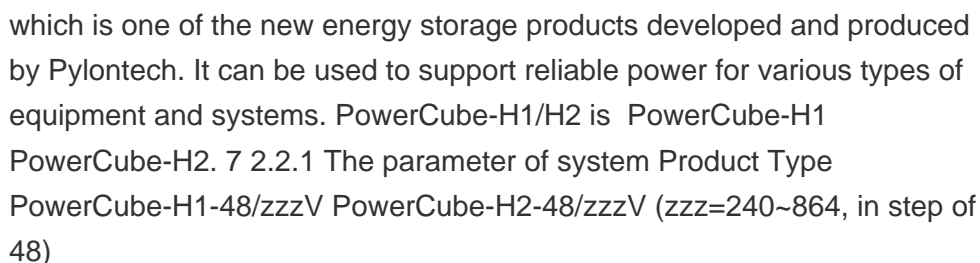 which is one of the new energy storage products developed and produced
by Pylontech. It can be used to support reliable power for various types of
equipment and systems. PowerCube-H1/H2 is  PowerCube-H1
PowerCube-H2. 7 2.2.1 The parameter of system Product Type
PowerCube-H1-48/zzzV PowerCube-H2-48/zzzV (zzz=240~864, in step of
48)